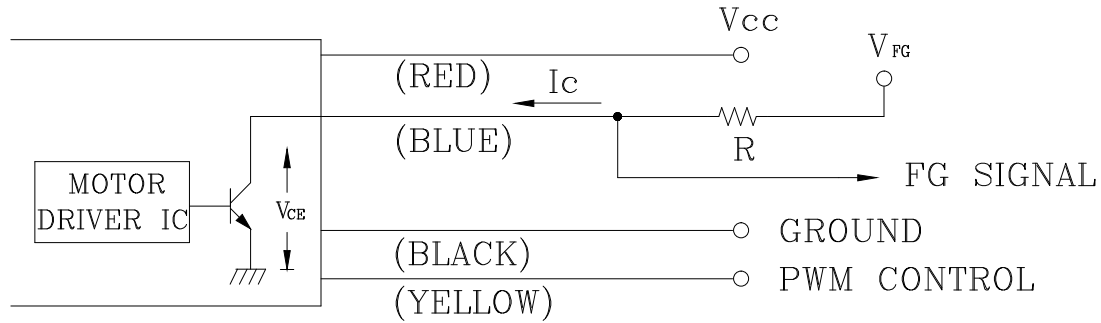 Vcc
V FG
(RED)
Ic
(BLUE)
R
FG SIGNAL
MOTOR
DRIVER IC
VCE
GROUND
(BLACK)
PWM CONTROL
(YELLOW)